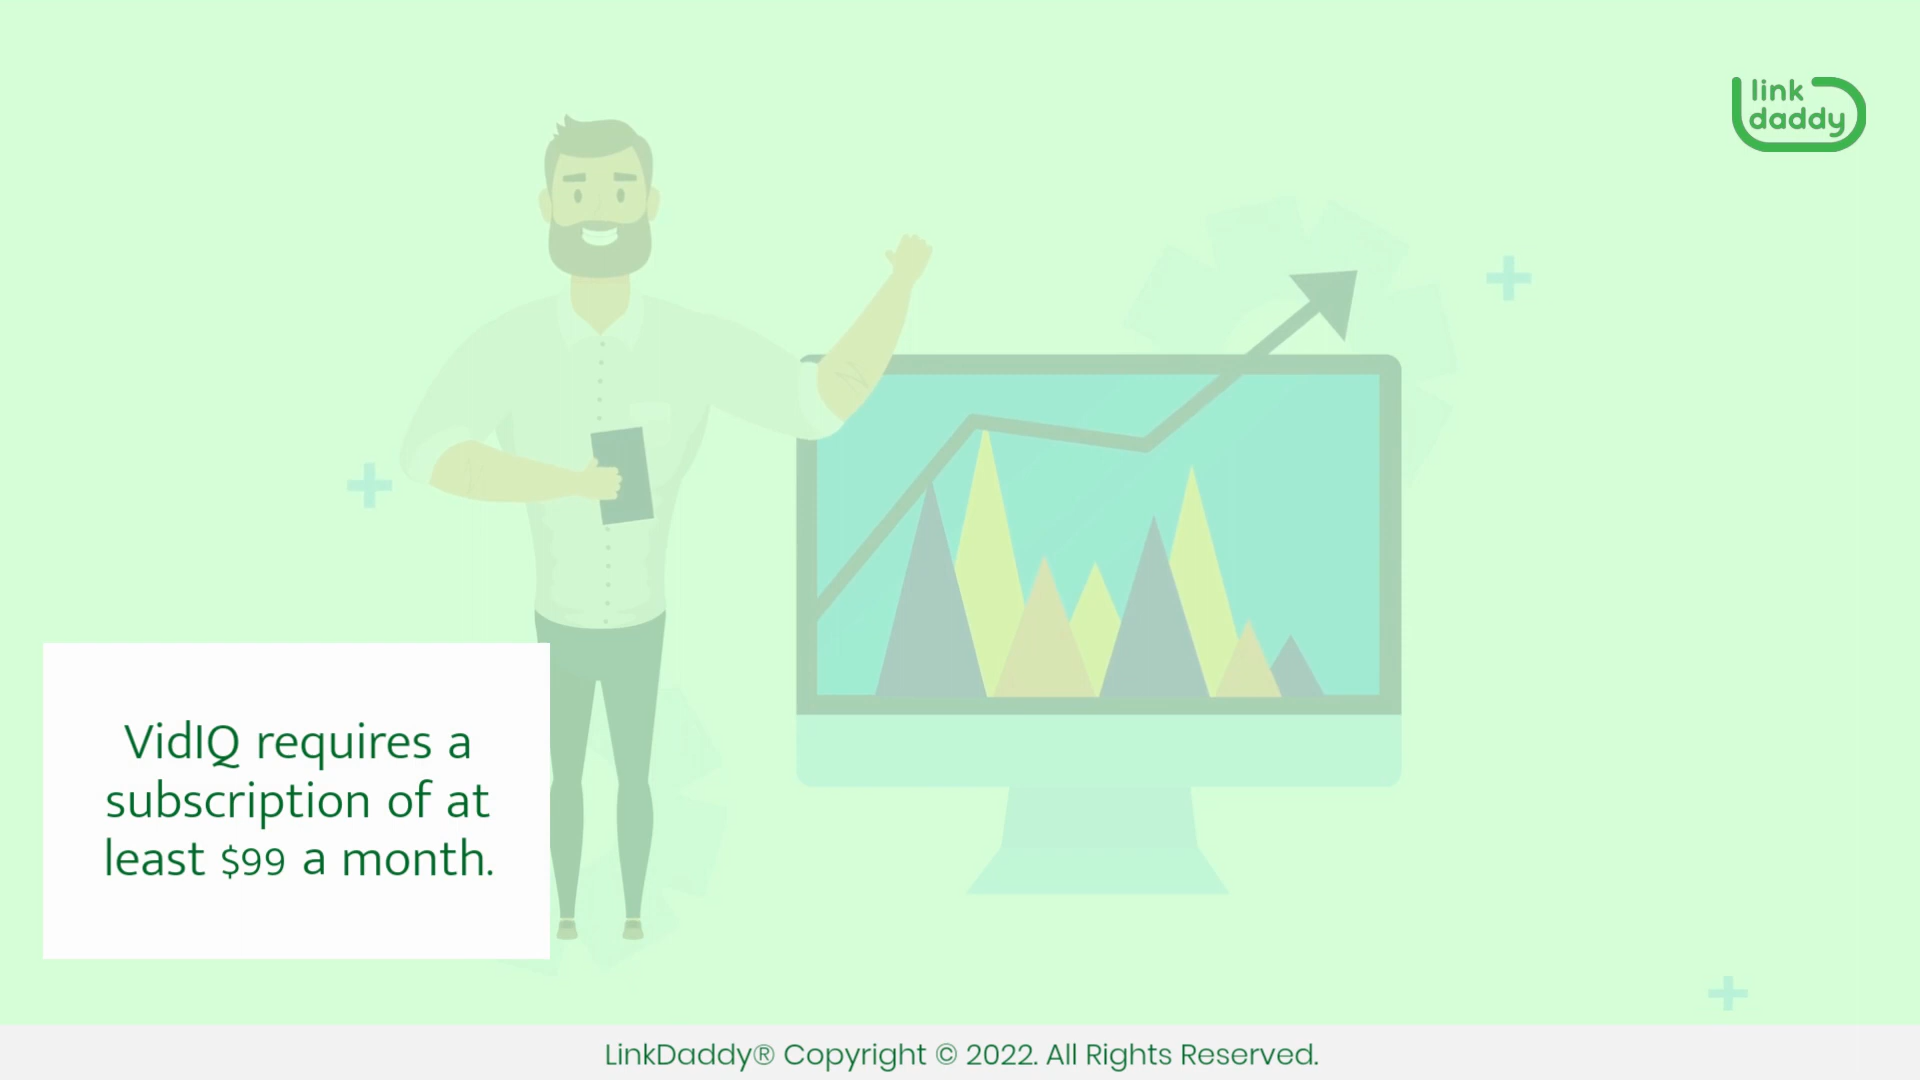 link
daddy
VidIQ requires a
subscription of at
least $99 a month.
LinkDaddy® Copyright © 2022. All Rights Reserved.